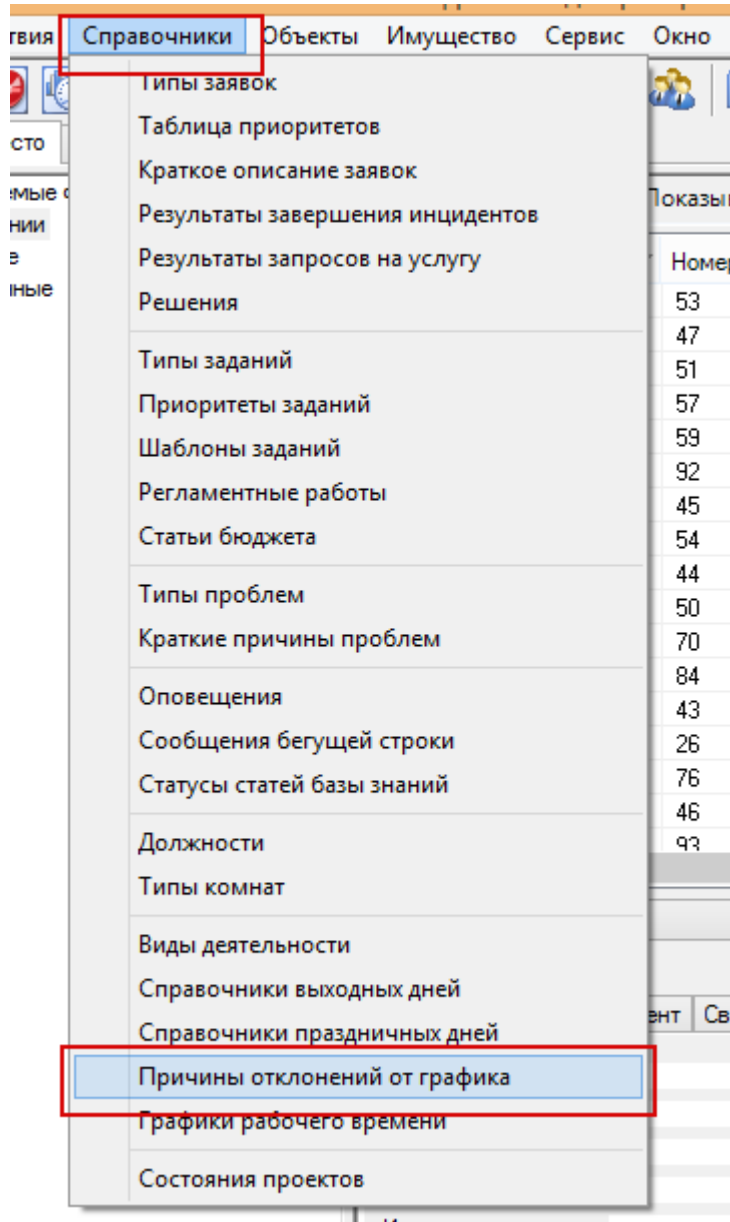 Справочники Объекты Имущество Сервис Окно
Типы заявок
Таблица приоритетов
сто
Краткое описание заявок
Результаты завершения инцидентов
Результаты запросов на услугу
Решения
53
47
Типы заданий
51
Приоритеты заданий
57
Шаблоны заданий
59
92
Регламентные работы
45
Статьи бюджета
54
44
Типы проблем
50
Краткие причины проблем
70
84
Оповещения
43
Сообщения бегущей строки
26
Статусы статей базы знаний
76
46
Должности
93
Типы комнат
Виды деятельности
Справочники выходных дней
ент Св
Справочники праздничных дней
Причины отклонений от графика
Графики рабочего времени
Состояния проектов